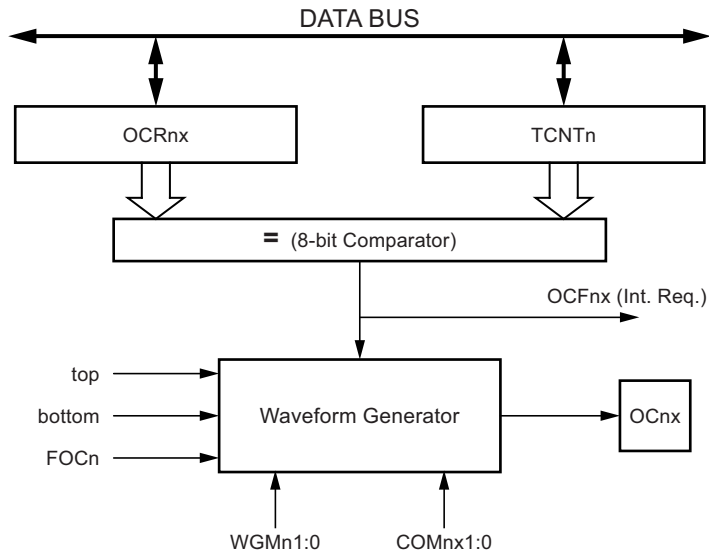 DATA BUS
OCRnx
TCNTn
= (8-bit Comparator)
OCFnx (Int. Req.)
top
bottom
FOCn
Waveform Generator
OCnx
WGMn1:0
COMnx1:0